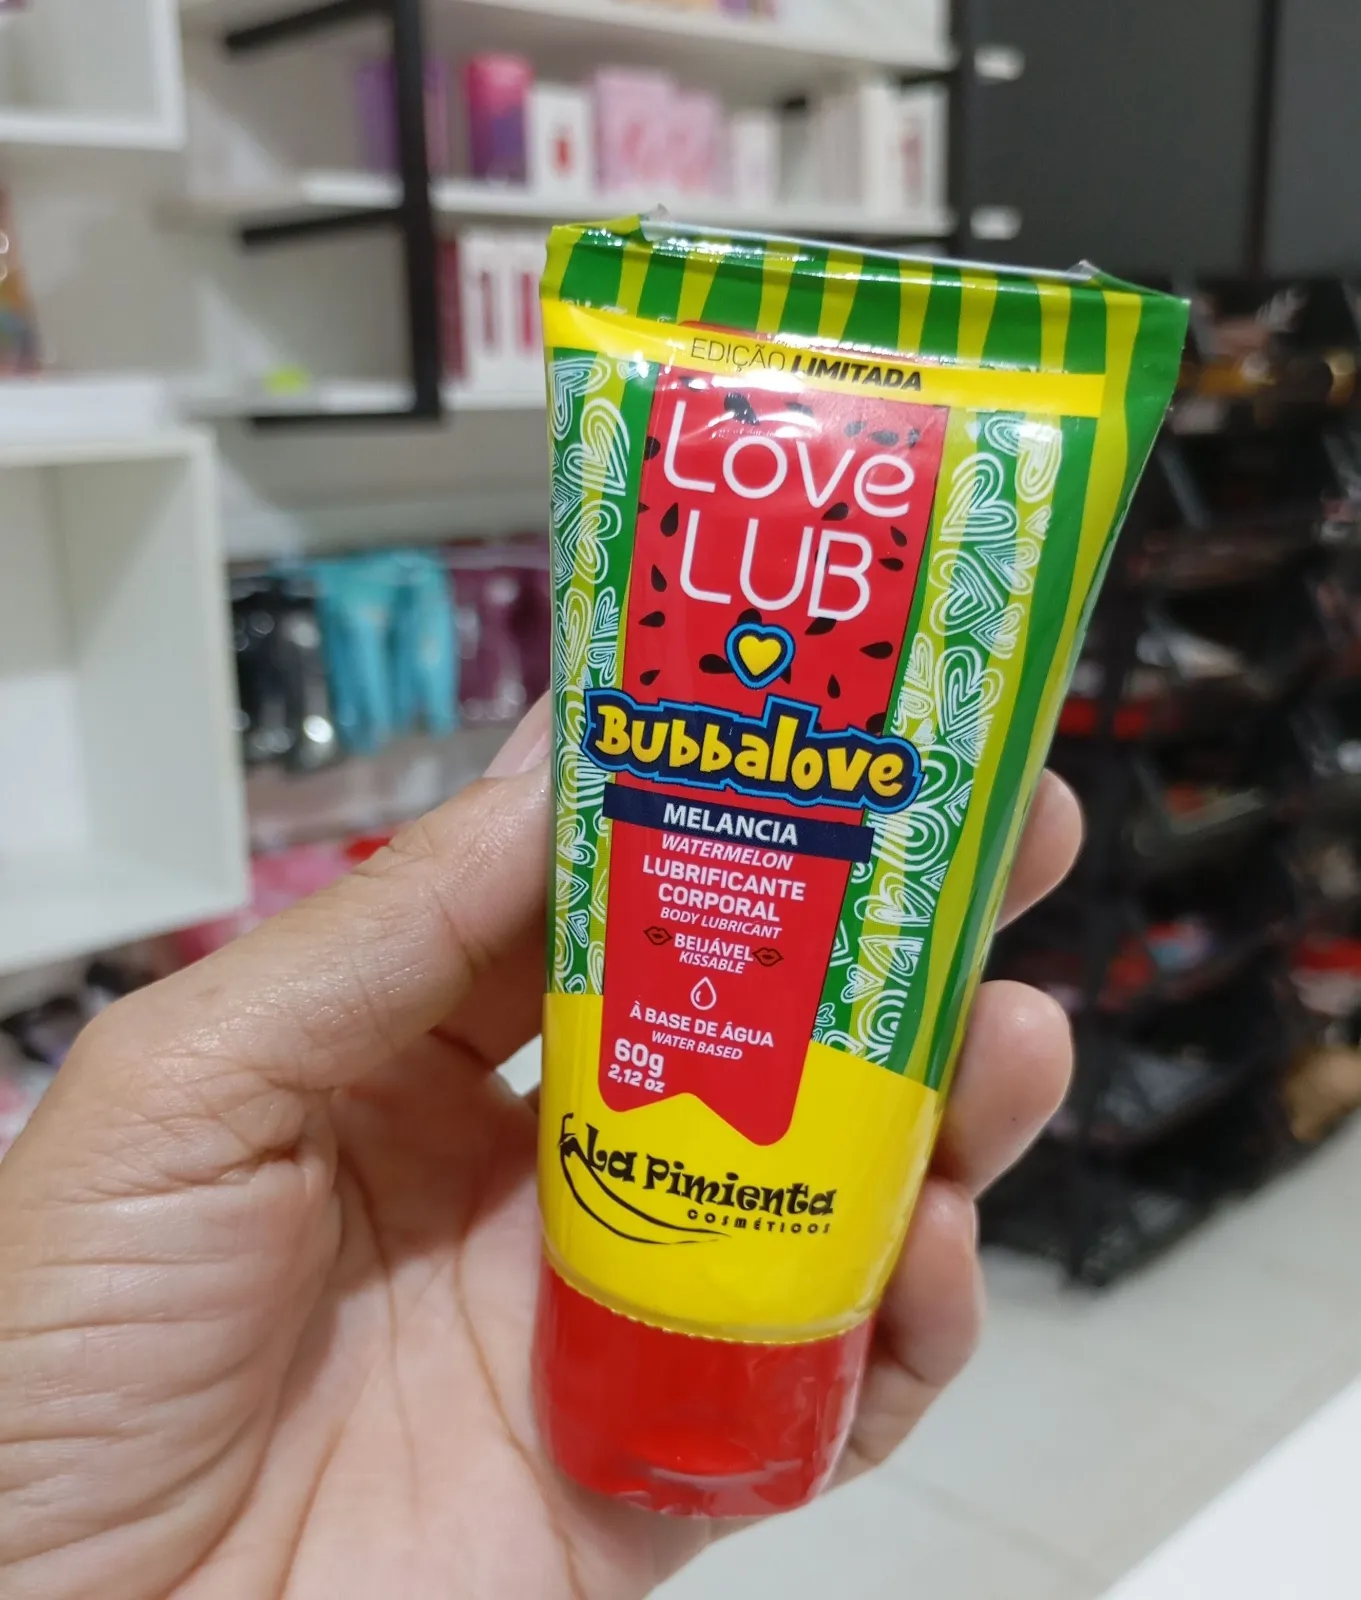 EDIÇÃO LIMITADA
Love
LUB
Bubbalove
MELANCIA
WATERMELON
LUBRIFICANTE
CORPORAL
BODY LUBRICANT
BEIJÁVEL
KISSABLE
À BASE DE ÁGUA
WATER BASED
60g
2,12 oz
La Pimienta
COSMÉTICOS